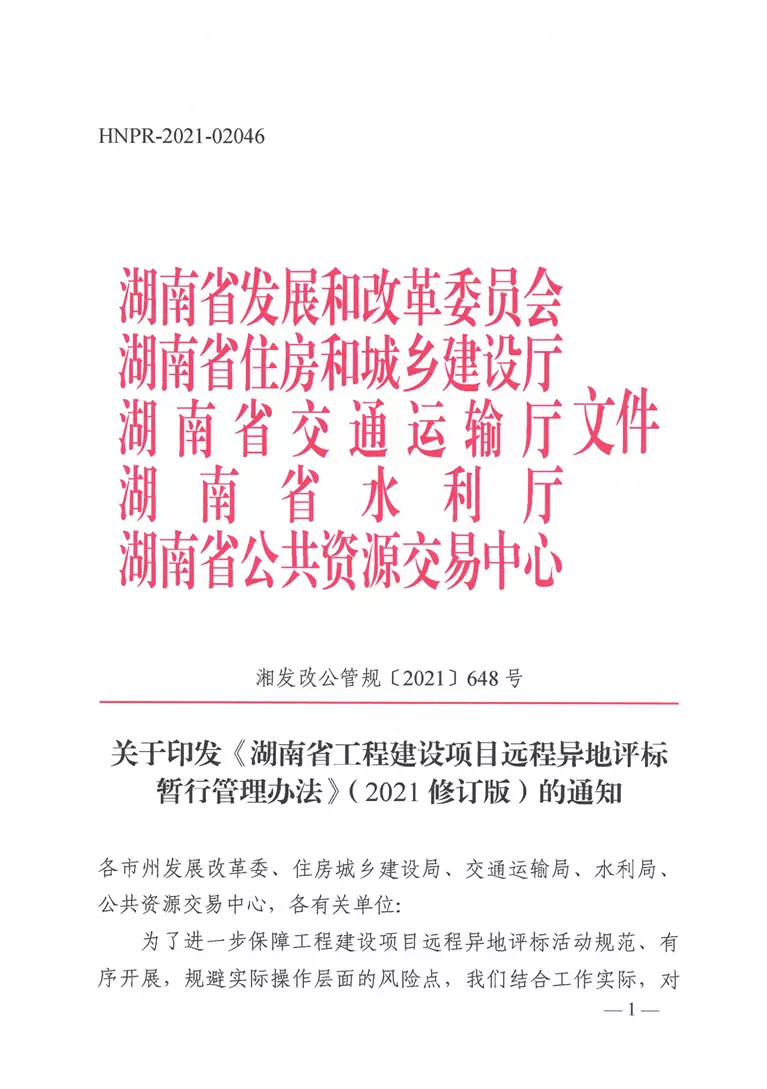 HNPR-2021-02046
湖南省发展和改革委员会
湖南省住房和城乡建设厅
湖南省交通运输厅文件
湖南省水利厅
湖南省公共资源交易中心
湘发改公管规〔2021〕648号
关于印发《湖南省工程建设项目远程异地评标
暂行管理办法》（2021修订版）的通知
各市州发展改革委、住房城乡建设局、交通运输局、水利局、
公共资源交易中心，各有关单位：
为了进一步保障工程建设项目远程异地评标活动规范、有
序开展，规避实际操作层面的风险点，我们结合工作实际，对
—1—